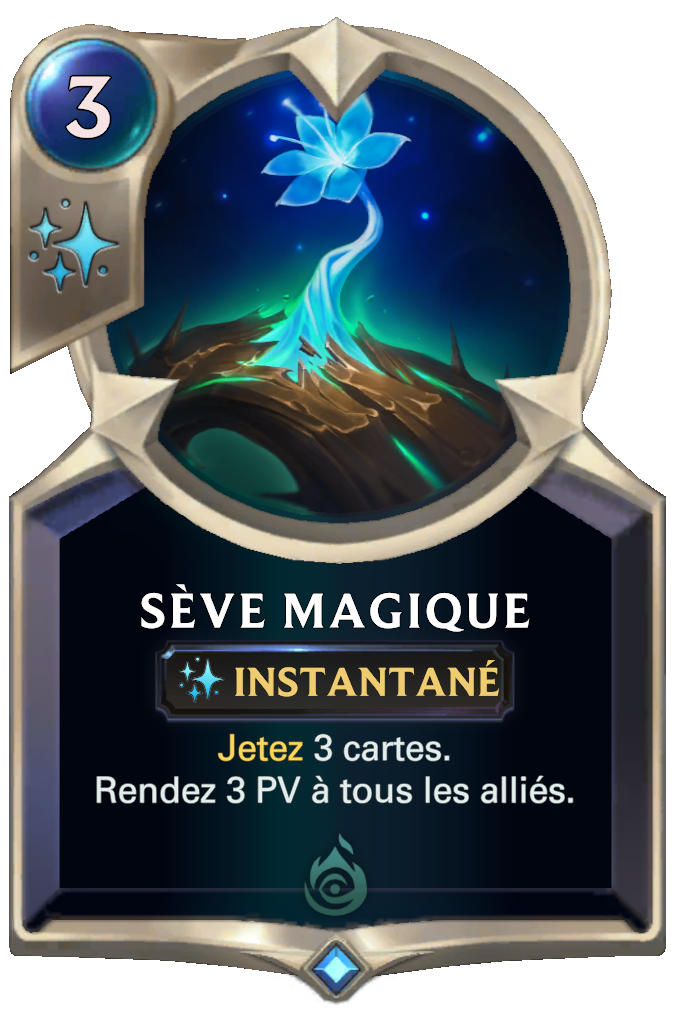 3
SÈVE MAGIQUE
INSTANTANÉ
Jetez 3 cartes.
Rendez 3 PV à tous les alliés.